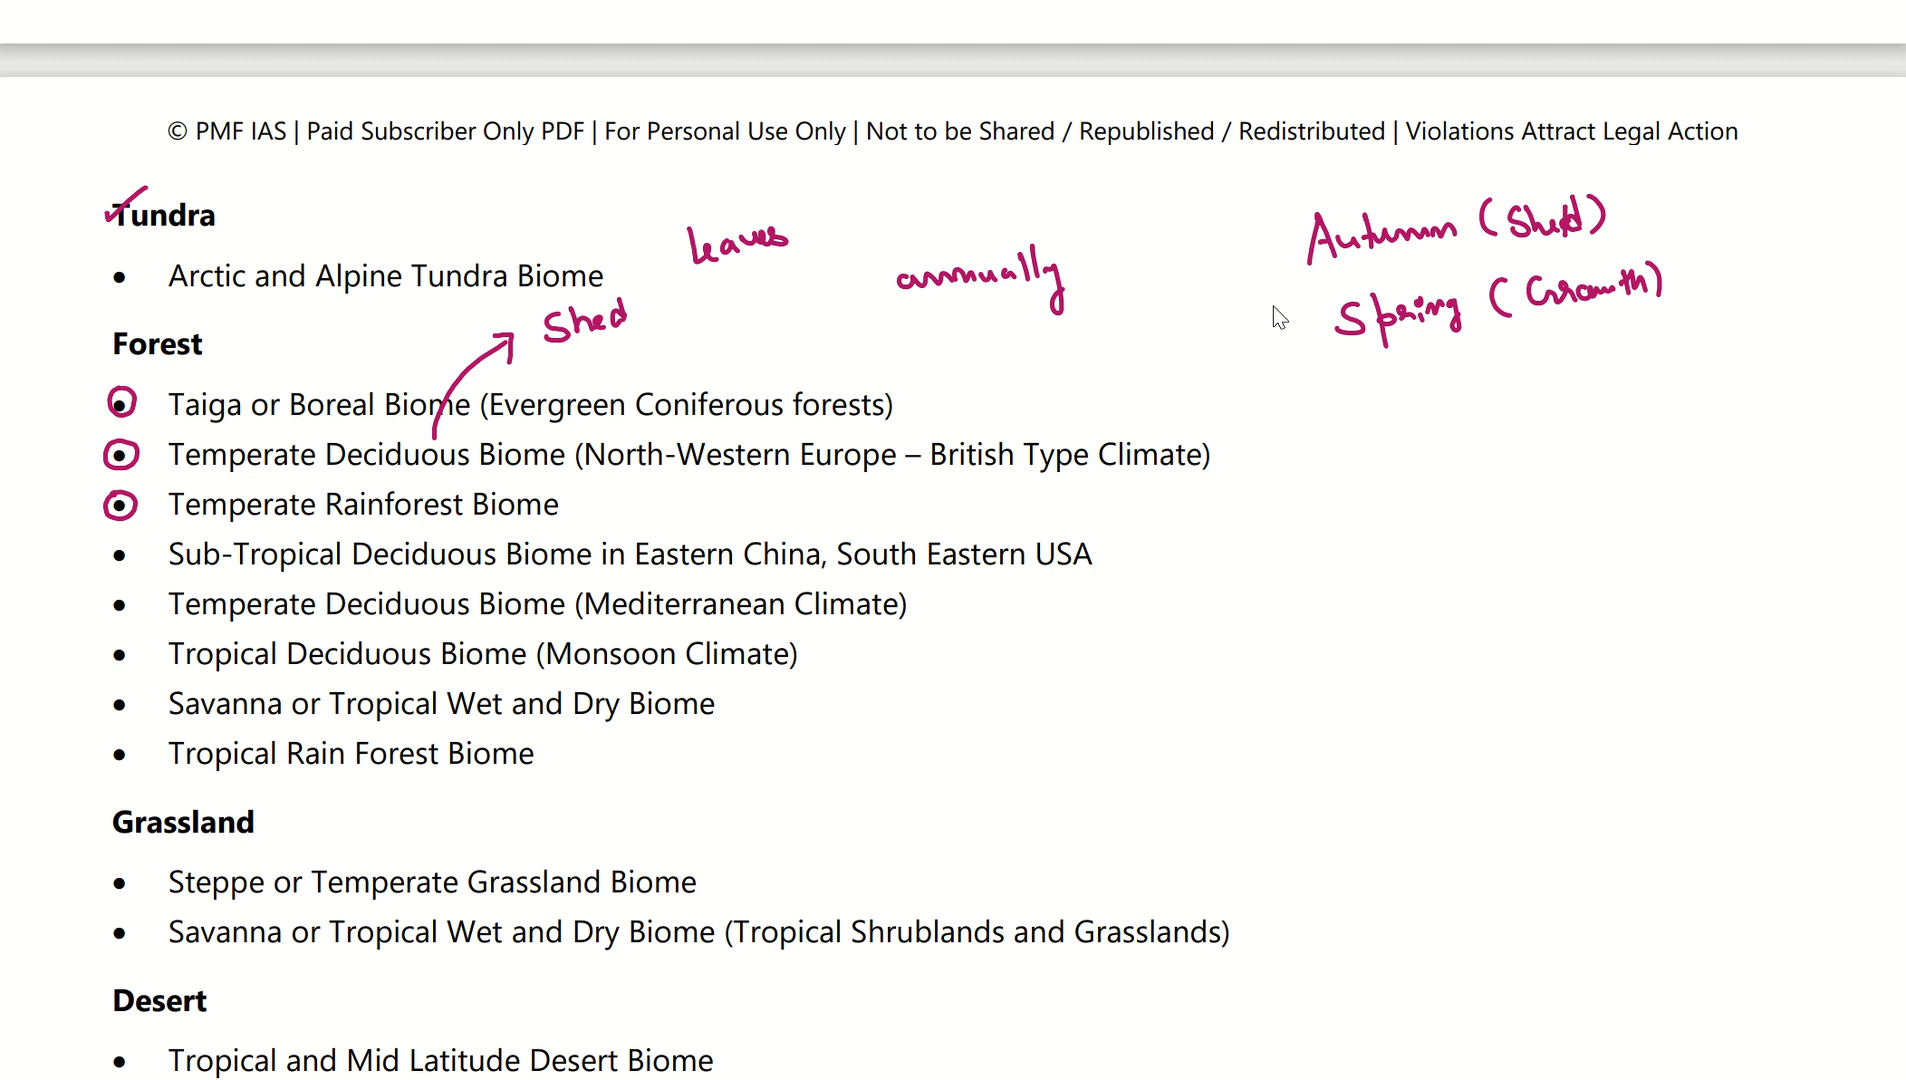 © PMF IAS | Paid Subscriber Only PDF | For Personal Use Only | Not to be Shared / Republished / Redistributed | Violations Attract Legal Action
Tundra
leaves
Autumn (Shed)
• Arctic and Alpine Tundra Biome
annually
Spring (Growth)
Shed
Forest
• Taiga or Boreal Biome (Evergreen Coniferous forests)
• Temperate Deciduous Biome (North-Western Europe – British Type Climate)
• Temperate Rainforest Biome
• Sub-Tropical Deciduous Biome in Eastern China, South Eastern USA
• Temperate Deciduous Biome (Mediterranean Climate)
• Tropical Deciduous Biome (Monsoon Climate)
• Savanna or Tropical Wet and Dry Biome
• Tropical Rain Forest Biome
Grassland
• Steppe or Temperate Grassland Biome
• Savanna or Tropical Wet and Dry Biome (Tropical Shrublands and Grasslands)
Desert
• Tropical and Mid Latitude Desert Biome